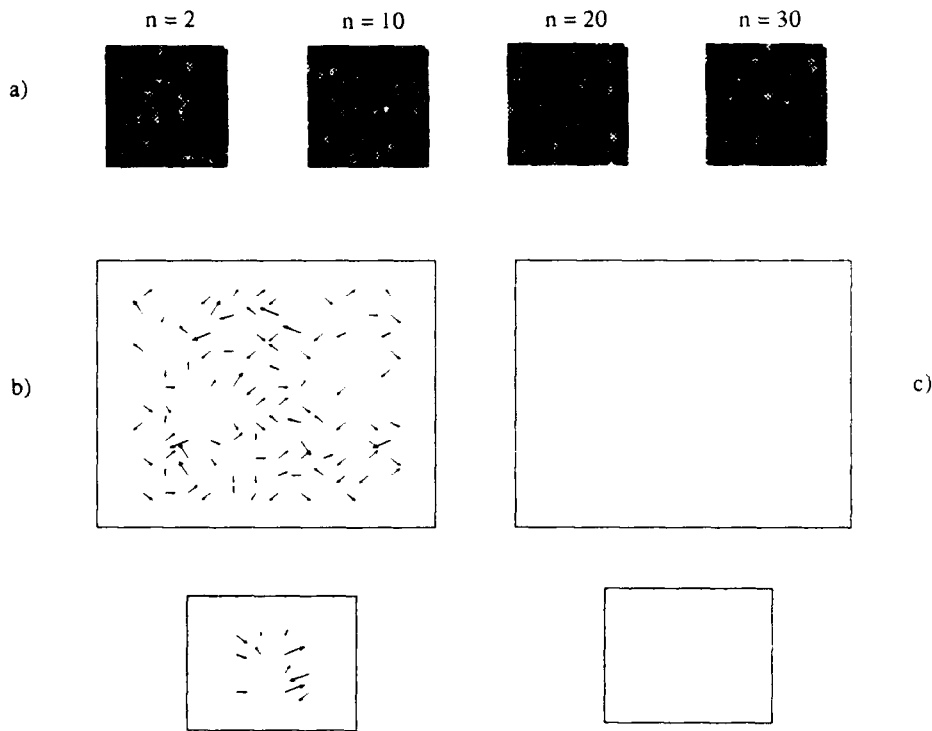 n = 2 n = 10 n = 20 n = 30
a)
b) c)